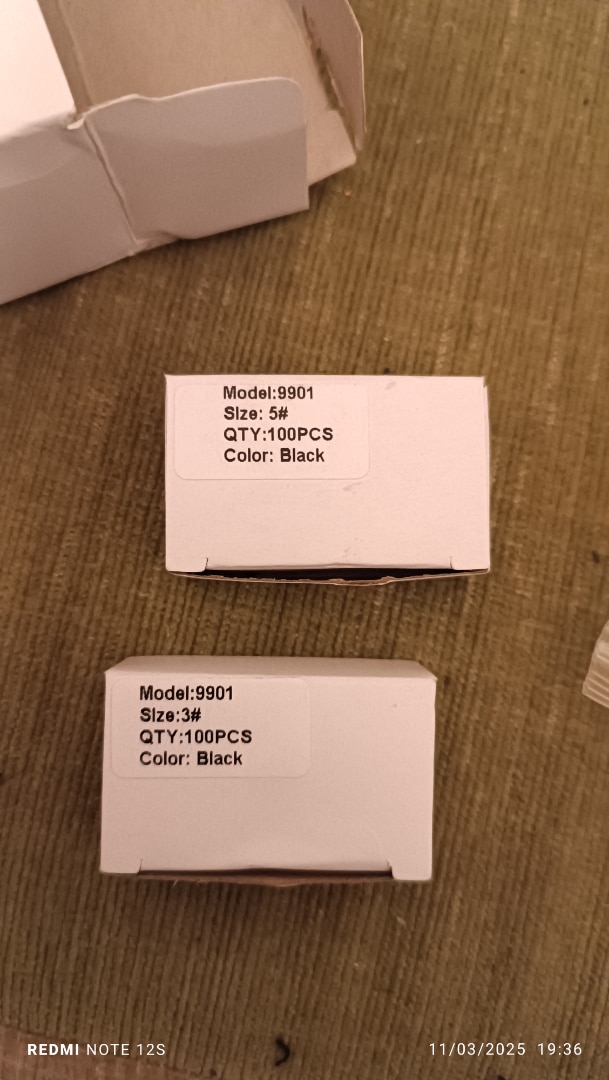 Model:9901
Size: 5#
QTY:100PCS
Color: Black
Model:9901
Size:3#
QTY:100PCS
Color: Black
REDMI NOTE 12S
11/03/2025 19:36